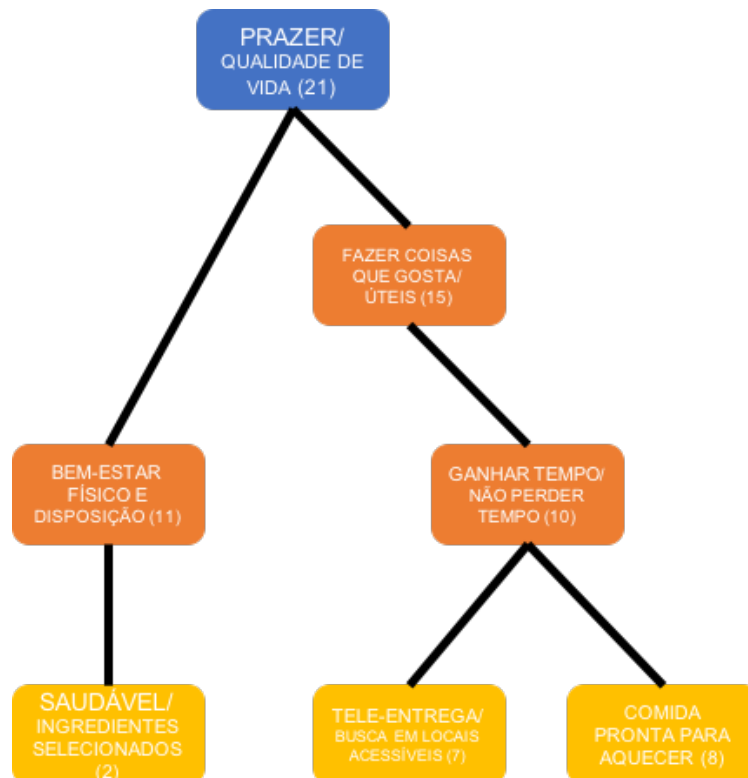 PRAZER/
QUALIDADE DE
VIDA (21)
FAZER COISAS
QUE GOSTA/
ÚTEIS (15)
BEM-ESTAR
FÍSICO E
DISPOSIÇÃO (11)
GANHAR TEMPO/
NÃO PERDER
TEMPO (10)
SAUDÁVEL/
INGREDIENTES
SELECIONADOS
(2)
TELE-ENTREGA/
BUSCA EM LOCAIS
ACESSÍVEIS (7)
COMIDA
PRONTA PARA
AQUECER (8)